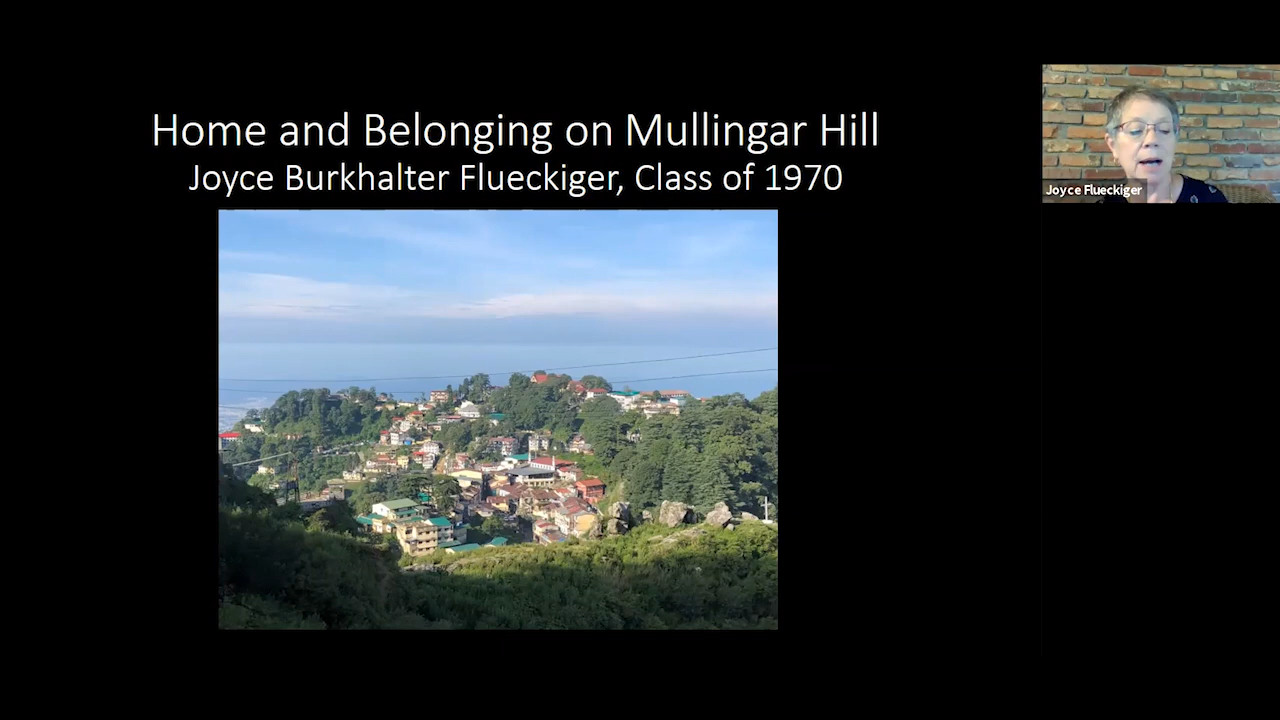 Home and Belonging on Mullingar Hill
Joyce Burkhalter Flueckiger, Class of 1970
Joyce Flueckiger